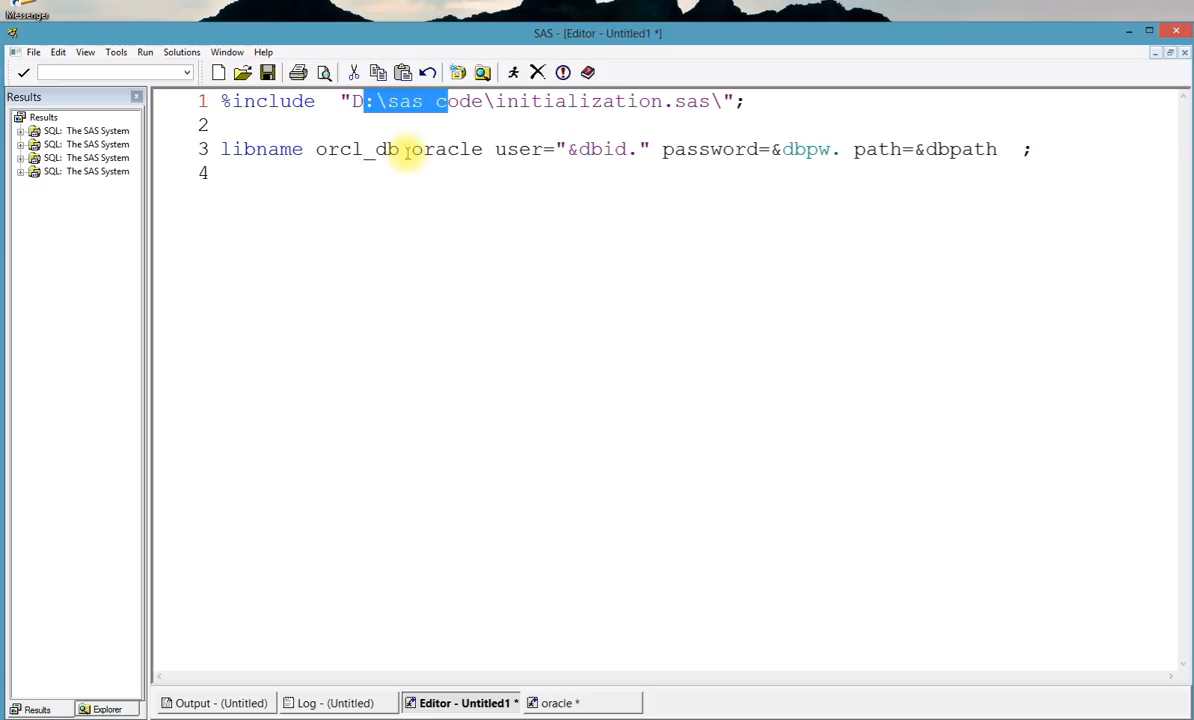 Messenger
SAS - [Editor - Untitled1 *]
File Edit View Tools Run Solutions Window Help
Results
Results
SQL: The SAS System
SQL: The SAS System
SQL: The SAS System
SQL: The SAS System
1 %include "D:\sas code\initialization.sas\";
2
3 libname orcl_db oracle user="&dbid." password=&dbpw. path=&dbpath ;
4
Results Explorer
Output - (Untitled) Log - (Untitled) Editor - Untitled1 * oracle *